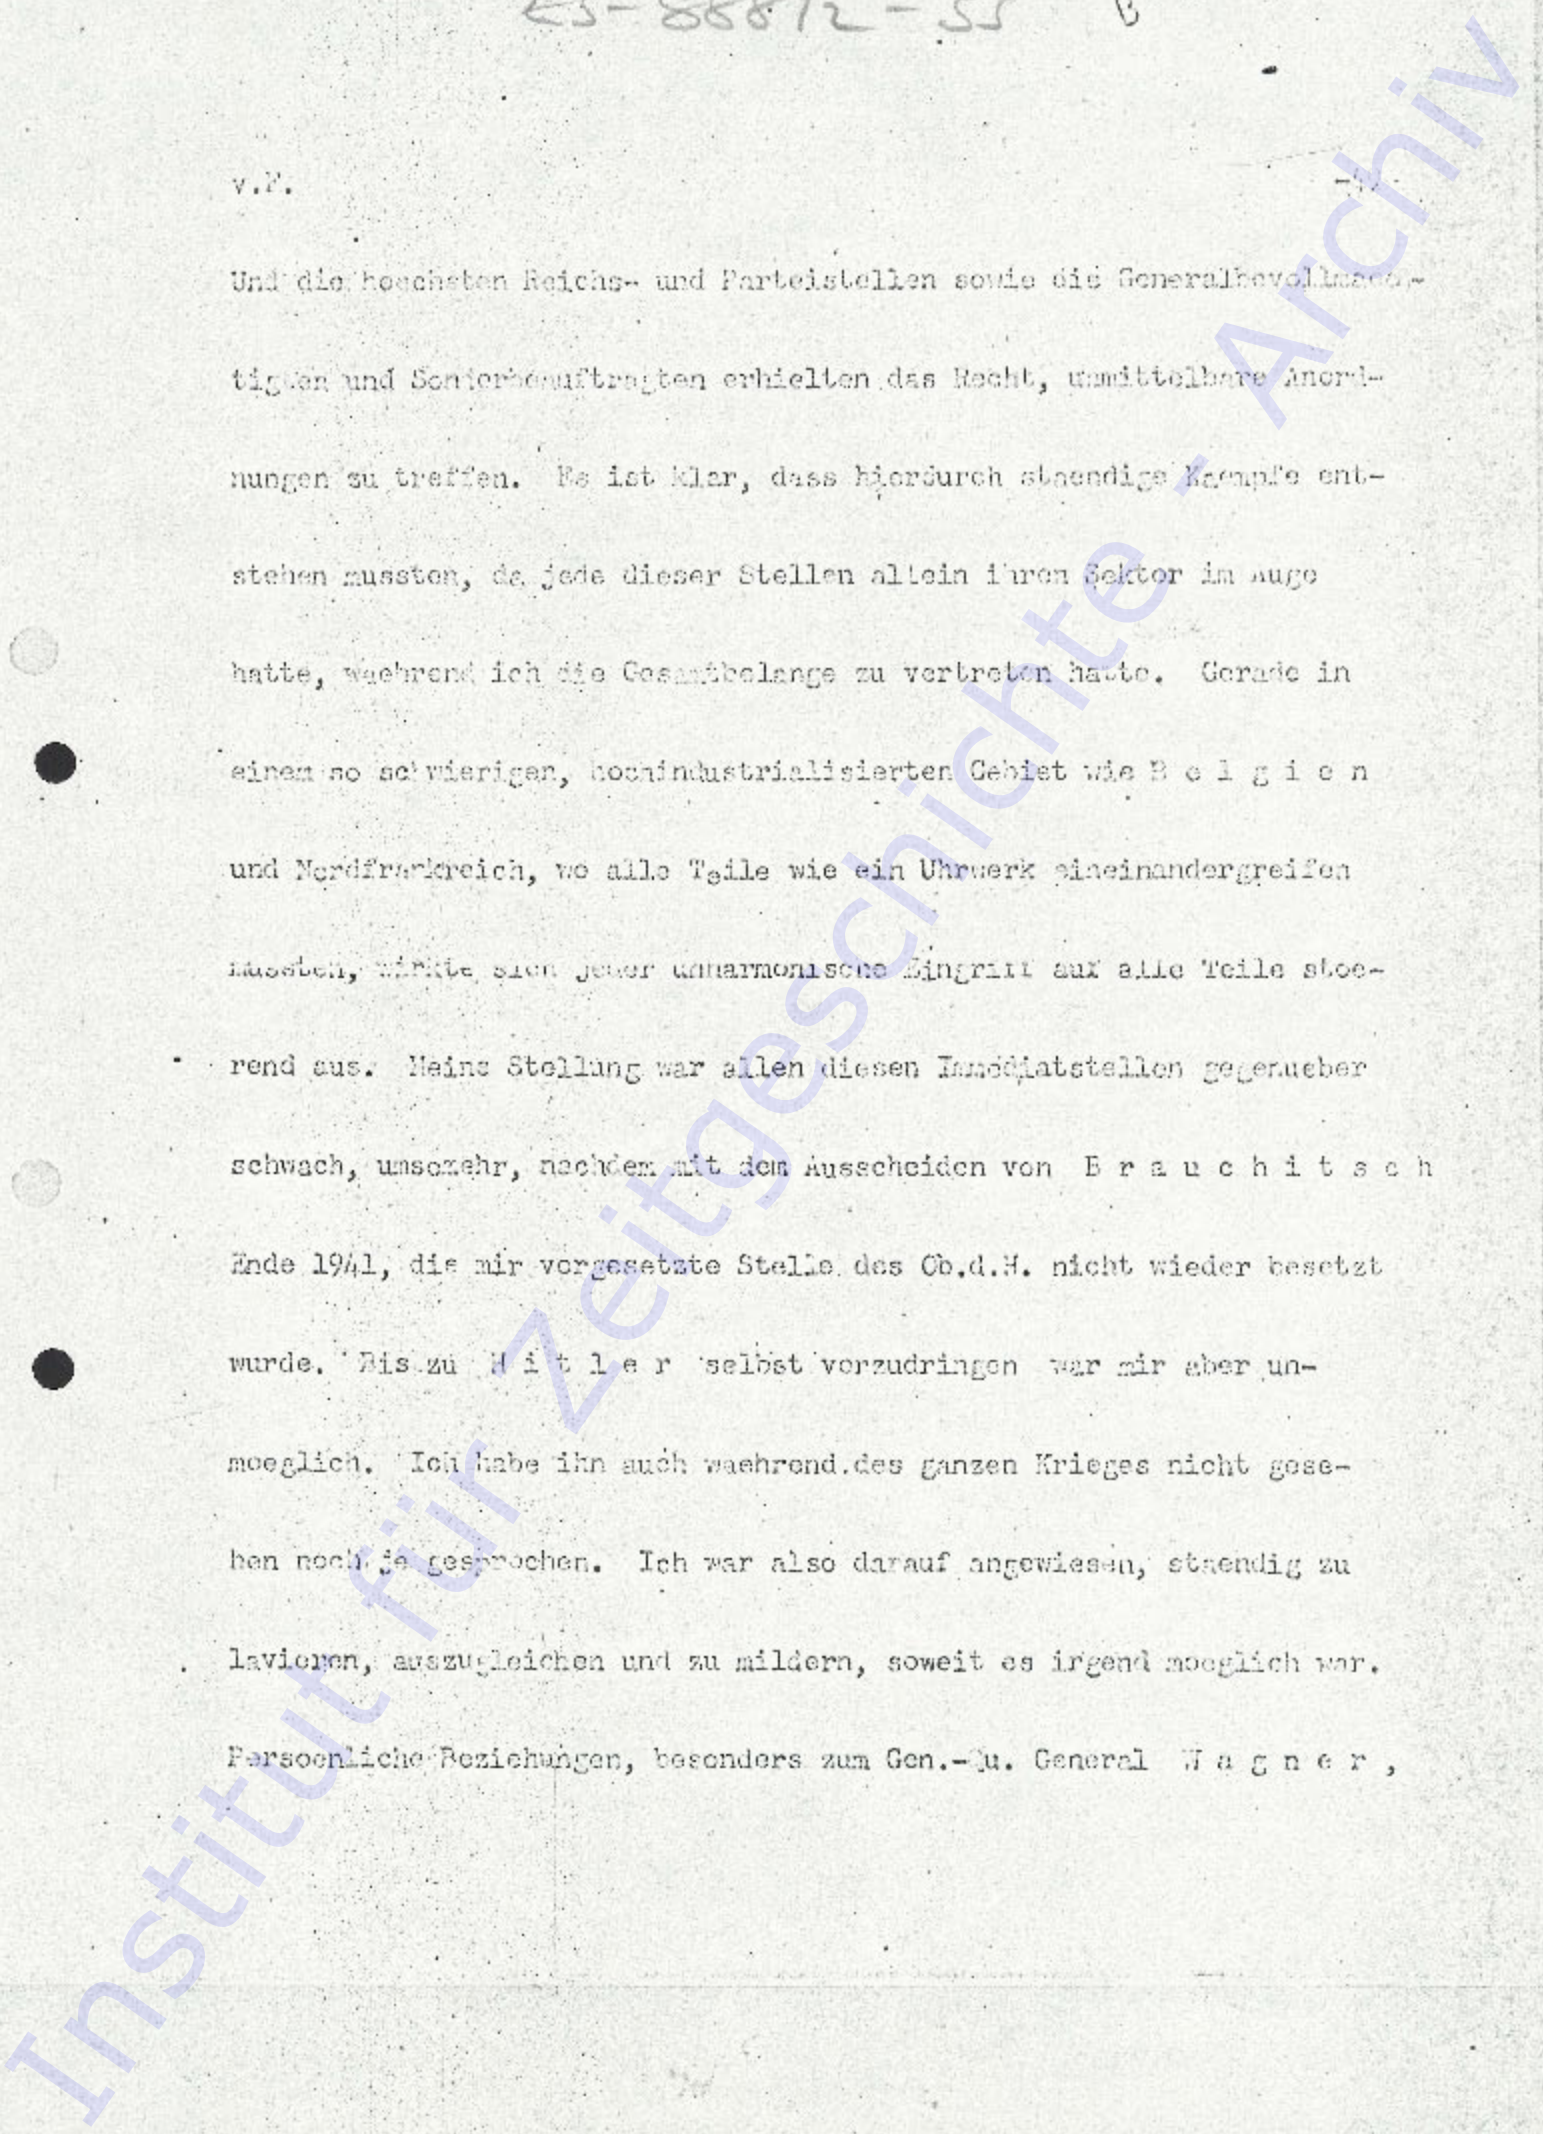 v.F.
Und die hoechsten Reichs- und Parteistellen sowie die Generalbevollmaech-
tigten und Sonderbeauftragten erhielten das Recht, unmittelbare Anord-
nungen zu treffen. Es ist klar, dass hierdurch staendige Kaempfe ent-
stehen mussten, da jede dieser Stellen allein ihren Sektor im Auge
hatte, waehrend ich die Gesamtbelange zu vertreten hatte. Gerade in
einem so schwierigen, hochindustrialisierten Gebiet wie B e l g i e n
und Nordfrankreich, wo alle Teile wie ein Uhrwerk eineinandergreifen
mussten, wirkte sich jeder unharmonische Eingriff auf alle Teile stoe-
rend aus. Meine Stellung war allen diesen Immediatstellen gegenueber
schwach, umsomehr, nachdem mit dem Ausscheiden von B r a u c h i t s c h
Ende 1941, die mir vorgesetzte Stelle des Ob.d.H. nicht wieder besetzt
wurde. Bis zu H i t l e r selbst vorzudringen war mir aber un-
moeglich. Ich habe ihn auch waehrend des ganzen Krieges nicht gese-
hen noch je gesprochen. Ich war also darauf angewiesen, staendig zu
lavieren, auszugleichen und zu mildern, soweit es irgend moeglich war.
Persoenliche Beziehungen, besonders zum Gen.-Qu. General W a g n e r ,
Institut für Zeitgeschichte - Archiv